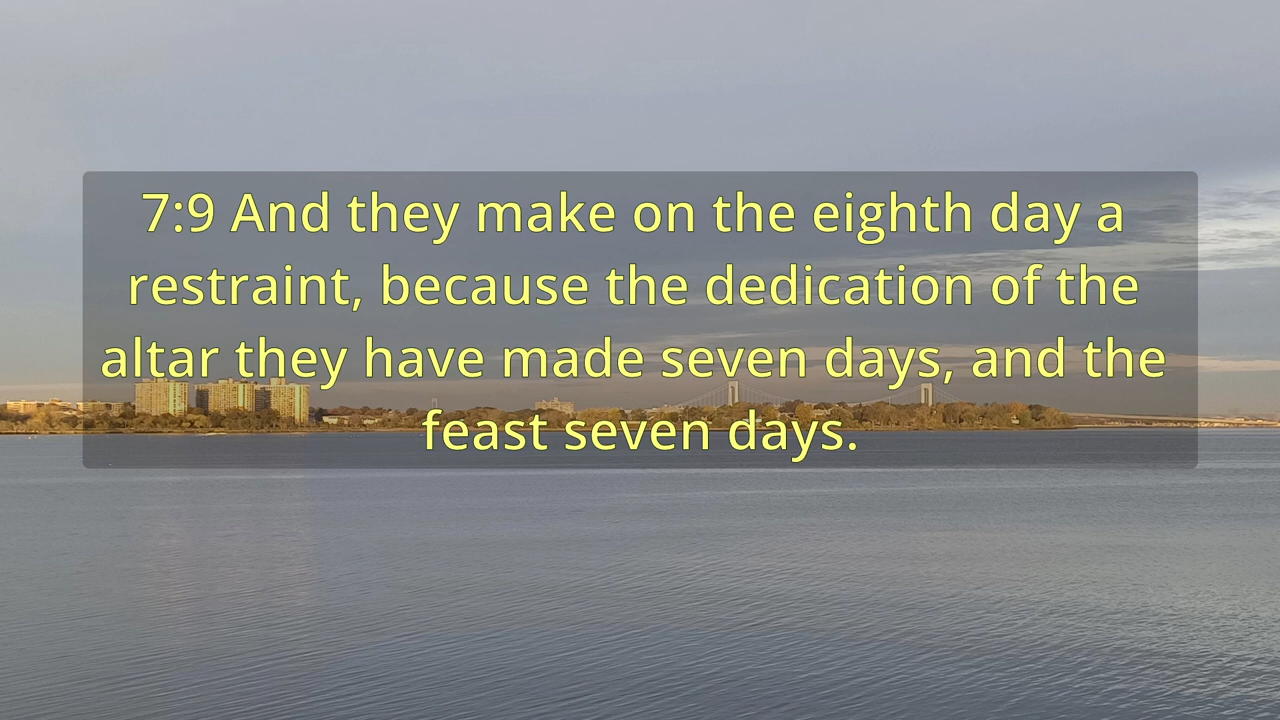 7:9 And they make on the eighth day a
restraint, because the dedication of the
altar they have made seven days, and the
feast seven days.